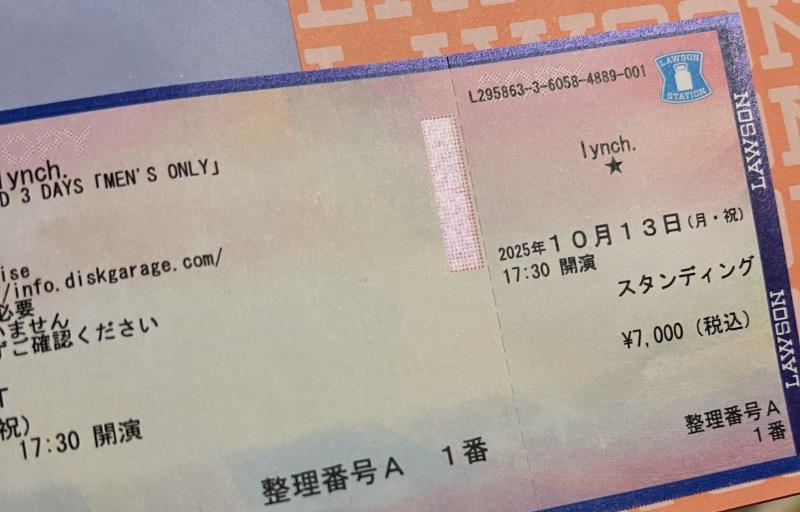 lynch.
D 3 DAYS「MEN'S ONLY」
ise
/info.diskgarage.com/
必要
いません
ずご確認ください
祝)
17:30 開演
整理番号A 1番
COPY
L295863-3-6058-4889-001
LAWSON
STATION
lynch.
★
2025年10月13日(月・祝)
17:30 開演
スタンディング
¥7,000 (税込)
整理番号A
1番
LAWSON
LAWSON
LAWSON